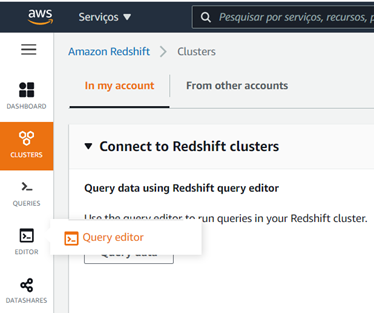 aws
Serviços
Pesquisar por serviços, recursos, p
Amazon Redshift > Clusters
In my account
From other accounts
DASHBOARD
CLUSTERS
QUERIES
EDITOR
DATASHARES
Connect to Redshift clusters
Query data using Redshift query editor
Use the query editor to run queries in your Redshift cluster.
Query editor
Query data